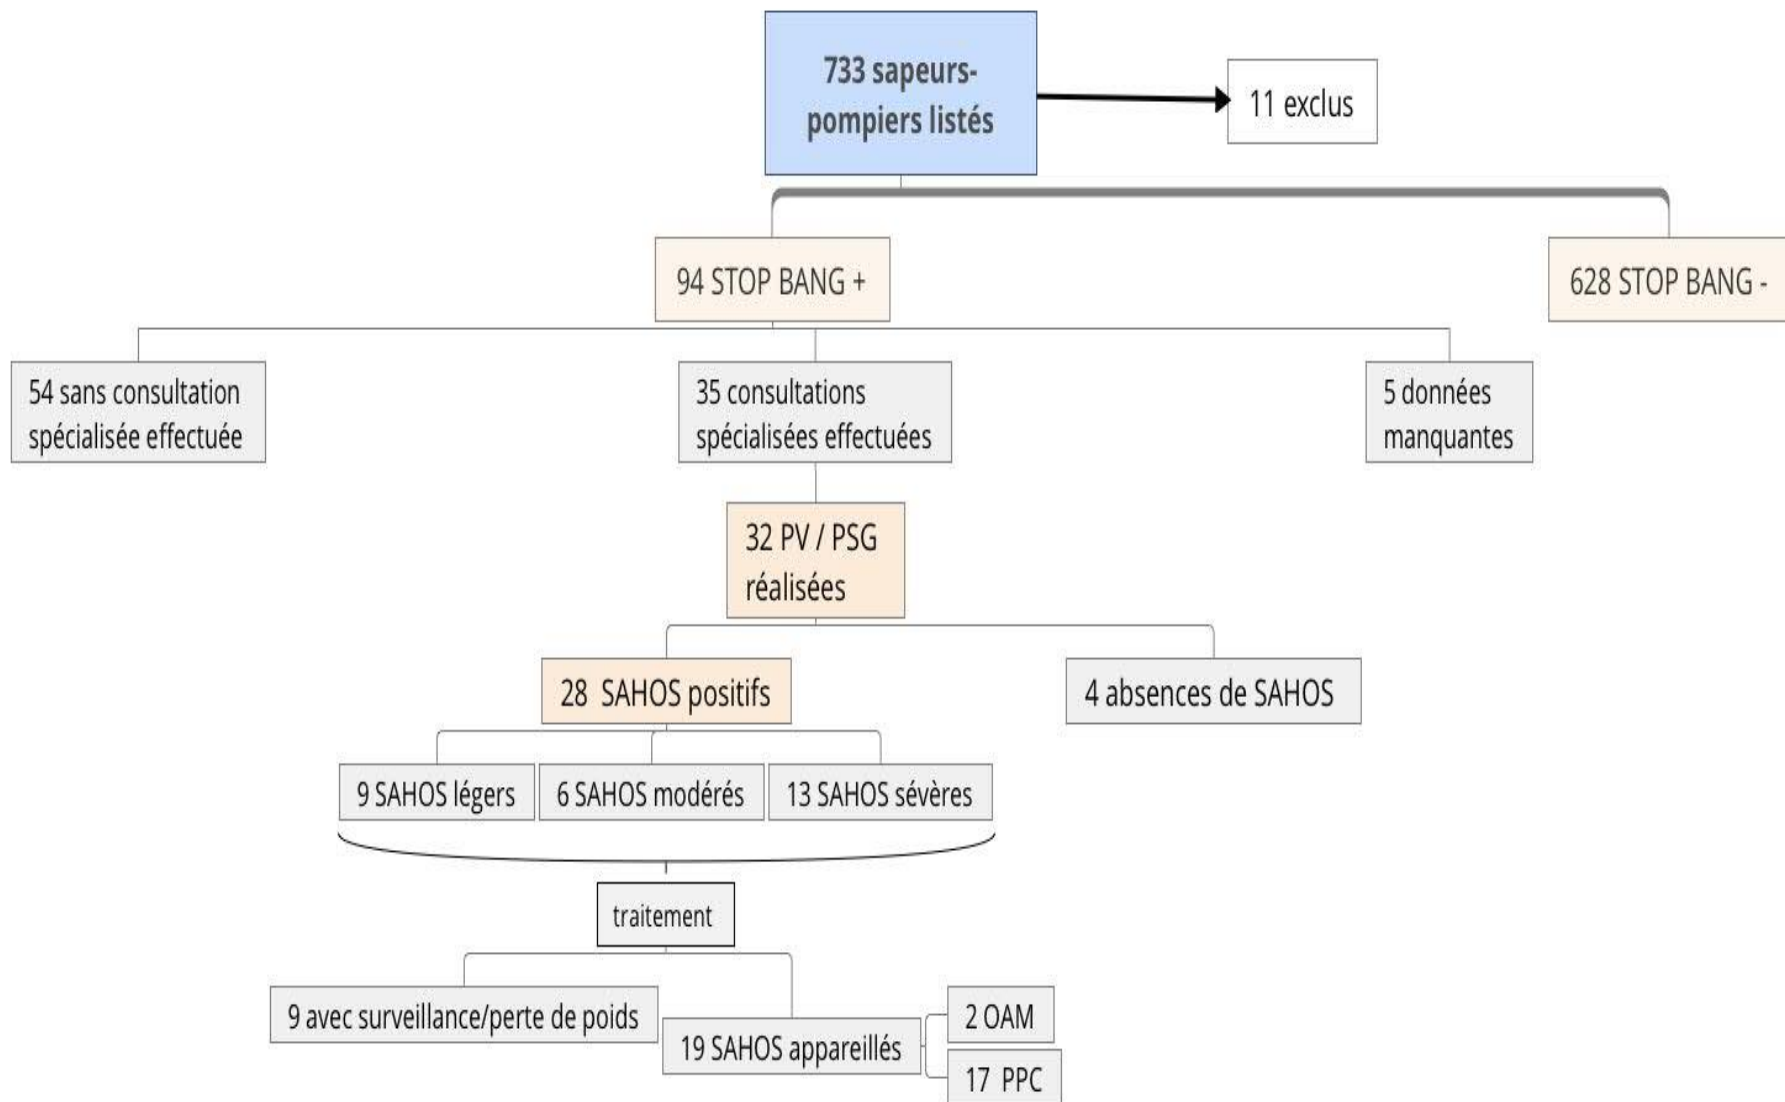 733 sapeurs-
pompiers listés
11 exclus
94 STOP BANG +
628 STOP BANG -
54 sans consultation
spécialisée effectuée
35 consultations
spécialisées effectuées
5 données
manquantes
32 PV / PSG
réalisées
28 SAHOS positifs
4 absences de SAHOS
9 SAHOS légers
6 SAHOS modérés
13 SAHOS sévères
traitement
9 avec surveillance/perte de poids
19 SAHOS appareillés
2 OAM
17 PPC